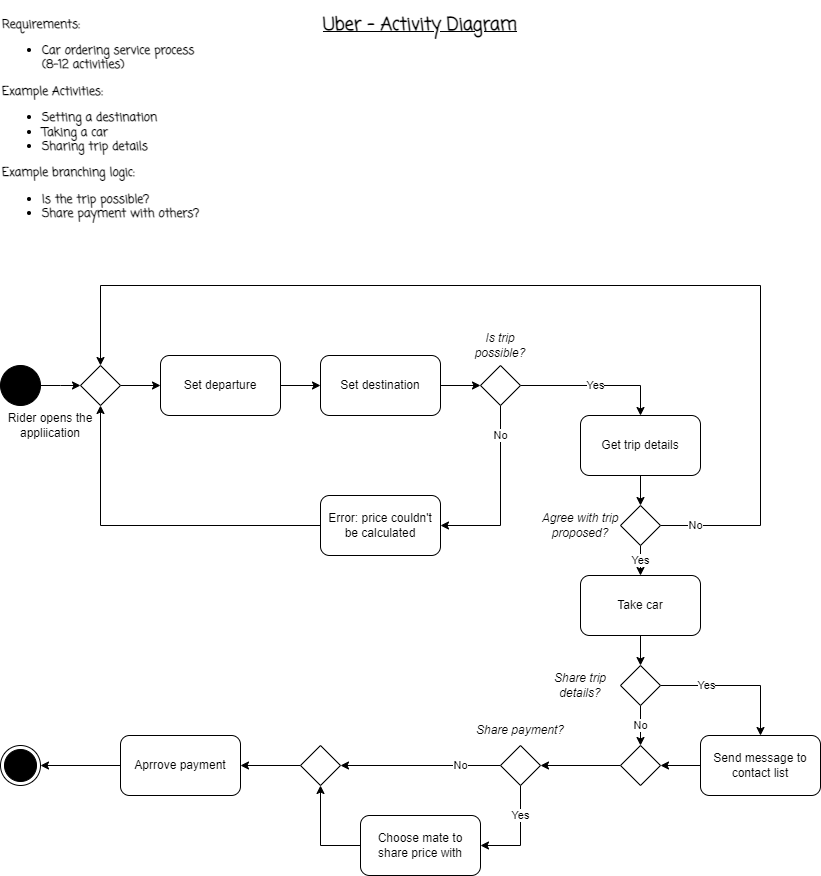 Uber - Activity Diagram
Requirements:
Car ordering service process
(8-12 activities)
Example Activities:
Setting a destination
Taking a car
Sharing trip details
Example branching logic:
Is the trip possible?
Share payment with others?
Rider opens the
appliication
Set departure
Set destination
Is trip
possible?
Yes
No
Error: price couldn't
be calculated
Get trip details
Agree with trip
proposed?
No
Yes
Take car
Share trip
details?
Yes
No
Send message to
contact list
Share payment?
No
Yes
Choose mate to
share price with
Aprrove payment